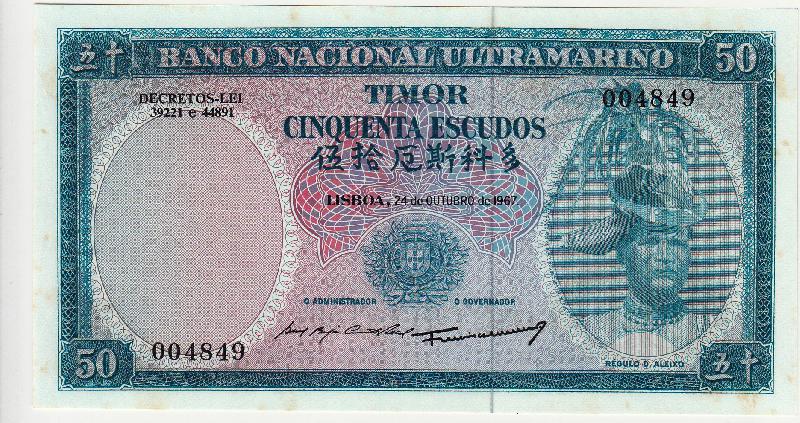 五十 BANCO NACIONAL ULTRAMARINO 50
DECRETOS-LEI
39221 e 44891
TIMOR
004849
CINQUENTA ESCUDOS
伍拾厄斯科多
LISBOA, 24 de OUTUBRO de 1967
O ADMINISTRADOR O GOVERNADOR
004849
50
RÉGULO D. ALEIXO
五十